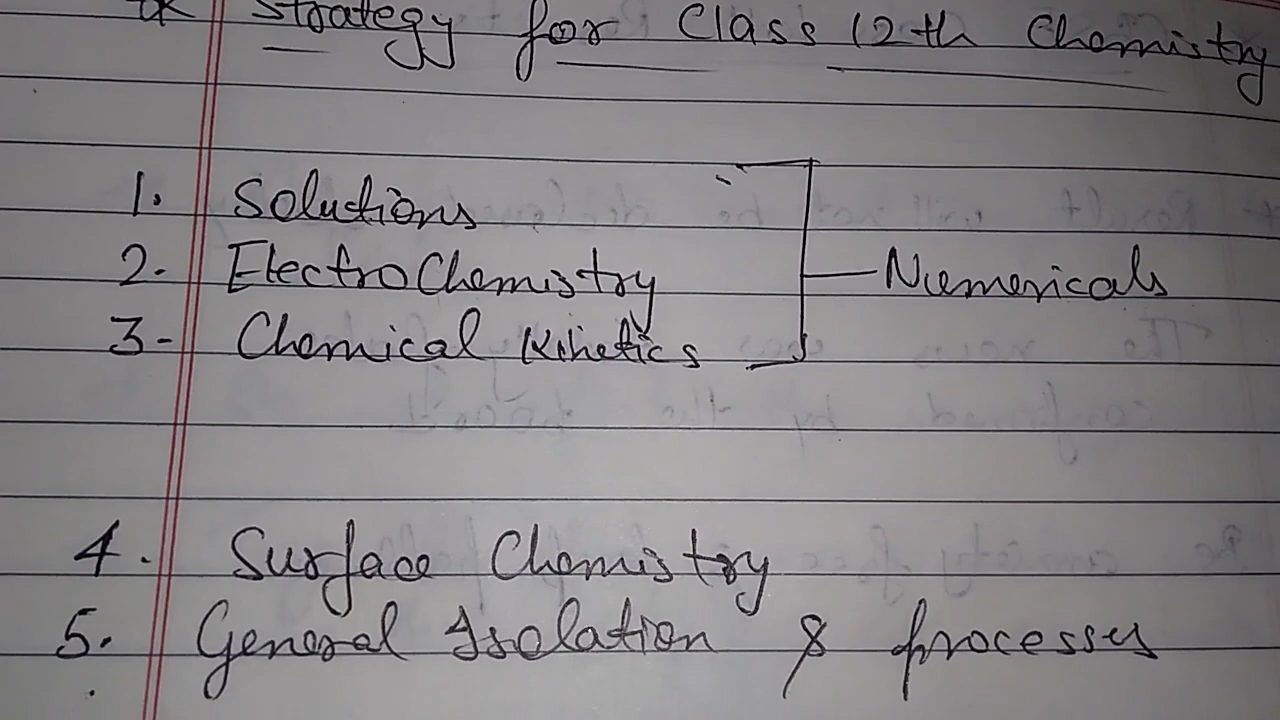 * Strategy for Class 12th Chemistry
1. Solutions
2. ElectroChemistry
3- Chemical Kinetics
Numericals
4. Surface Chemistry
5. General Isolation & processes